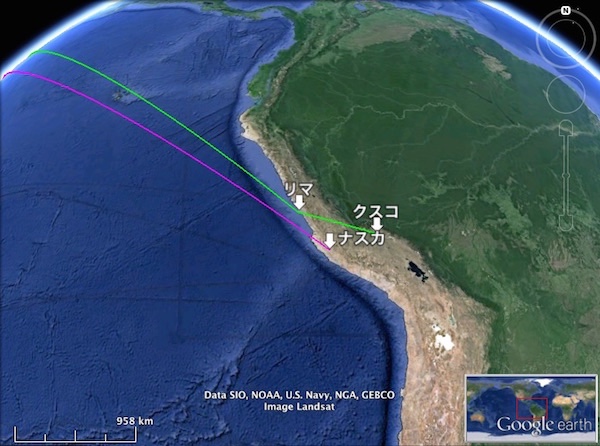 N
リマ
クスコ
ナスカ
Data SIO, NOAA, U.S. Navy, NGA, GEBCO
Image Landsat
958 km
Google earth